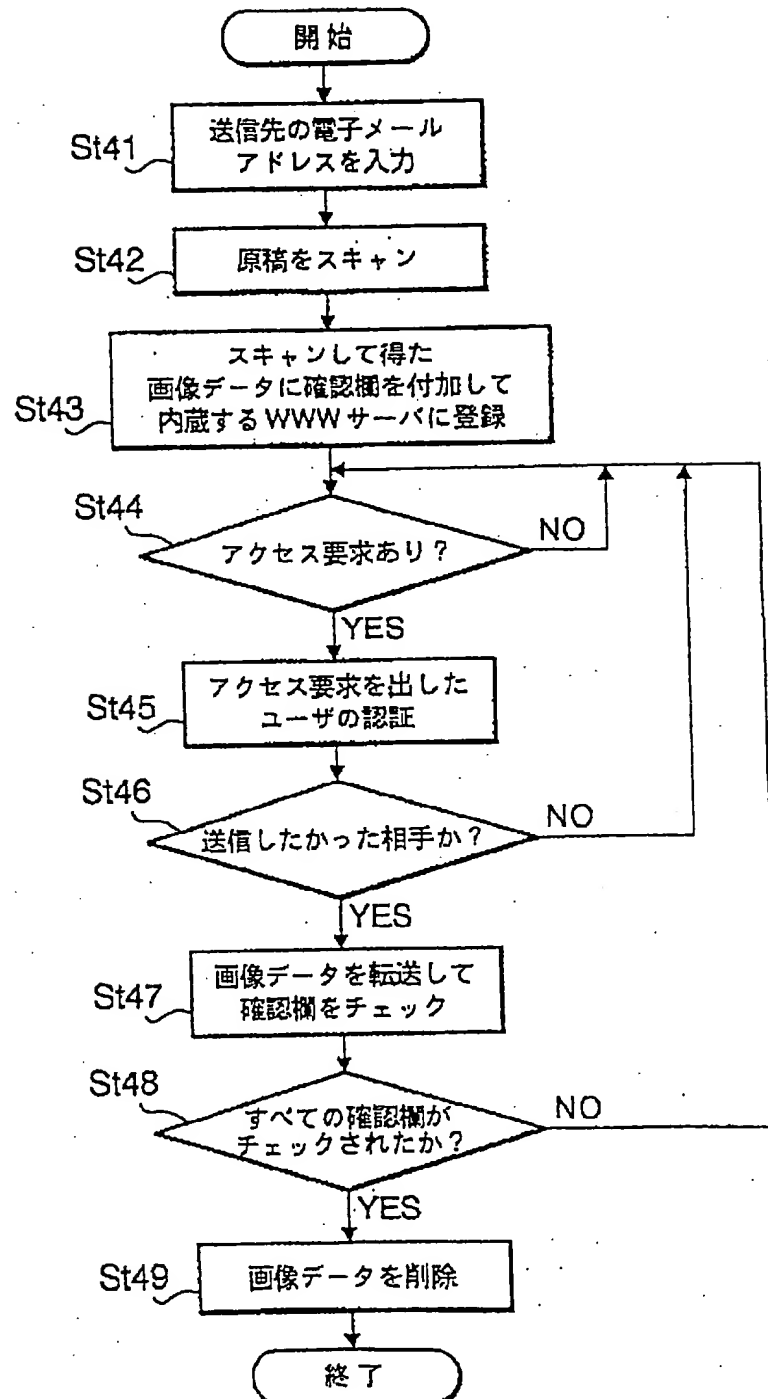 開始
St41
送信先の電子メール
アドレスを入力
St42
原稿をスキャン
St43
スキャンして得た
画像データに確認欄を付加して
内蔵するWWWサーバに登録
St44
アクセス要求あり?
NO
YES
St45
アクセス要求を出した
ユーザの認証
St46
送信したかった相手か?
NO
YES
St47
画像データを転送して
確認欄をチェック
St48
すべての確認欄が
チェックされたか?
NO
YES
St49
画像データを削除
終了